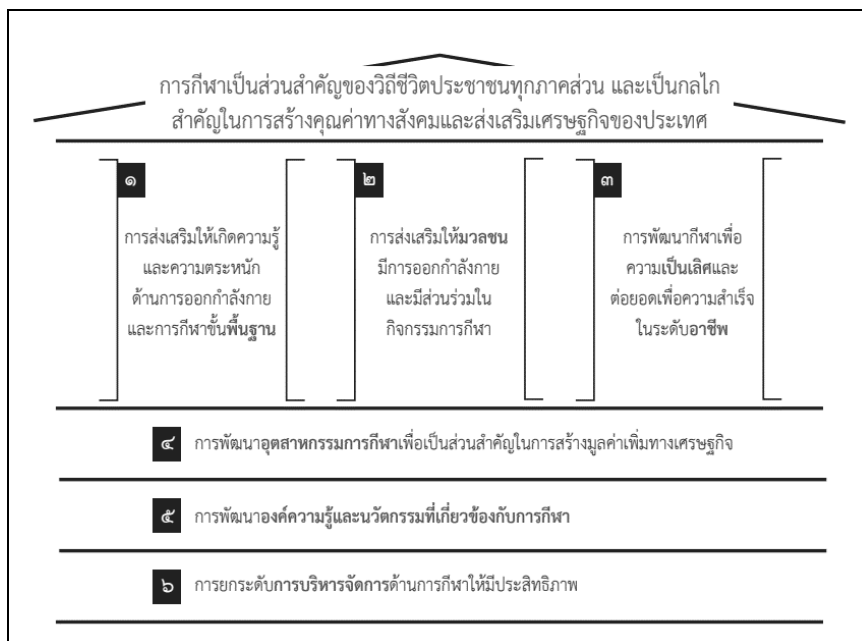 การกีฬาเป็นส่วนสำคัญของวิถีชีวิตประชาชนทุกภาคส่วน และเป็นกลไก
สำคัญในการสร้างคุณค่าทางสังคมและส่งเสริมเศรษฐกิจของประเทศ
๑
การส่งเสริมให้เกิดความรู้
และความตระหนัก
ด้านการออกกำลังกาย
และการกีฬาขั้นพื้นฐาน
๒
การส่งเสริมให้มวลชน
มีการออกกำลังกาย
และมีส่วนร่วมใน
กิจกรรมการกีฬา
๓
การพัฒนากีฬาเพื่อ
ความเป็นเลิศและ
ต่อยอดเพื่อความสำเร็จ
ในระดับอาชีพ
๔ การพัฒนาอุตสาหกรรมการกีฬาเพื่อเป็นส่วนสำคัญในการสร้างมูลค่าเพิ่มทางเศรษฐกิจ
๕ การพัฒนาองค์ความรู้และนวัตกรรมที่เกี่ยวข้องกับการกีฬา
๖ การยกระดับการบริหารจัดการด้านการกีฬาให้มีประสิทธิภาพ